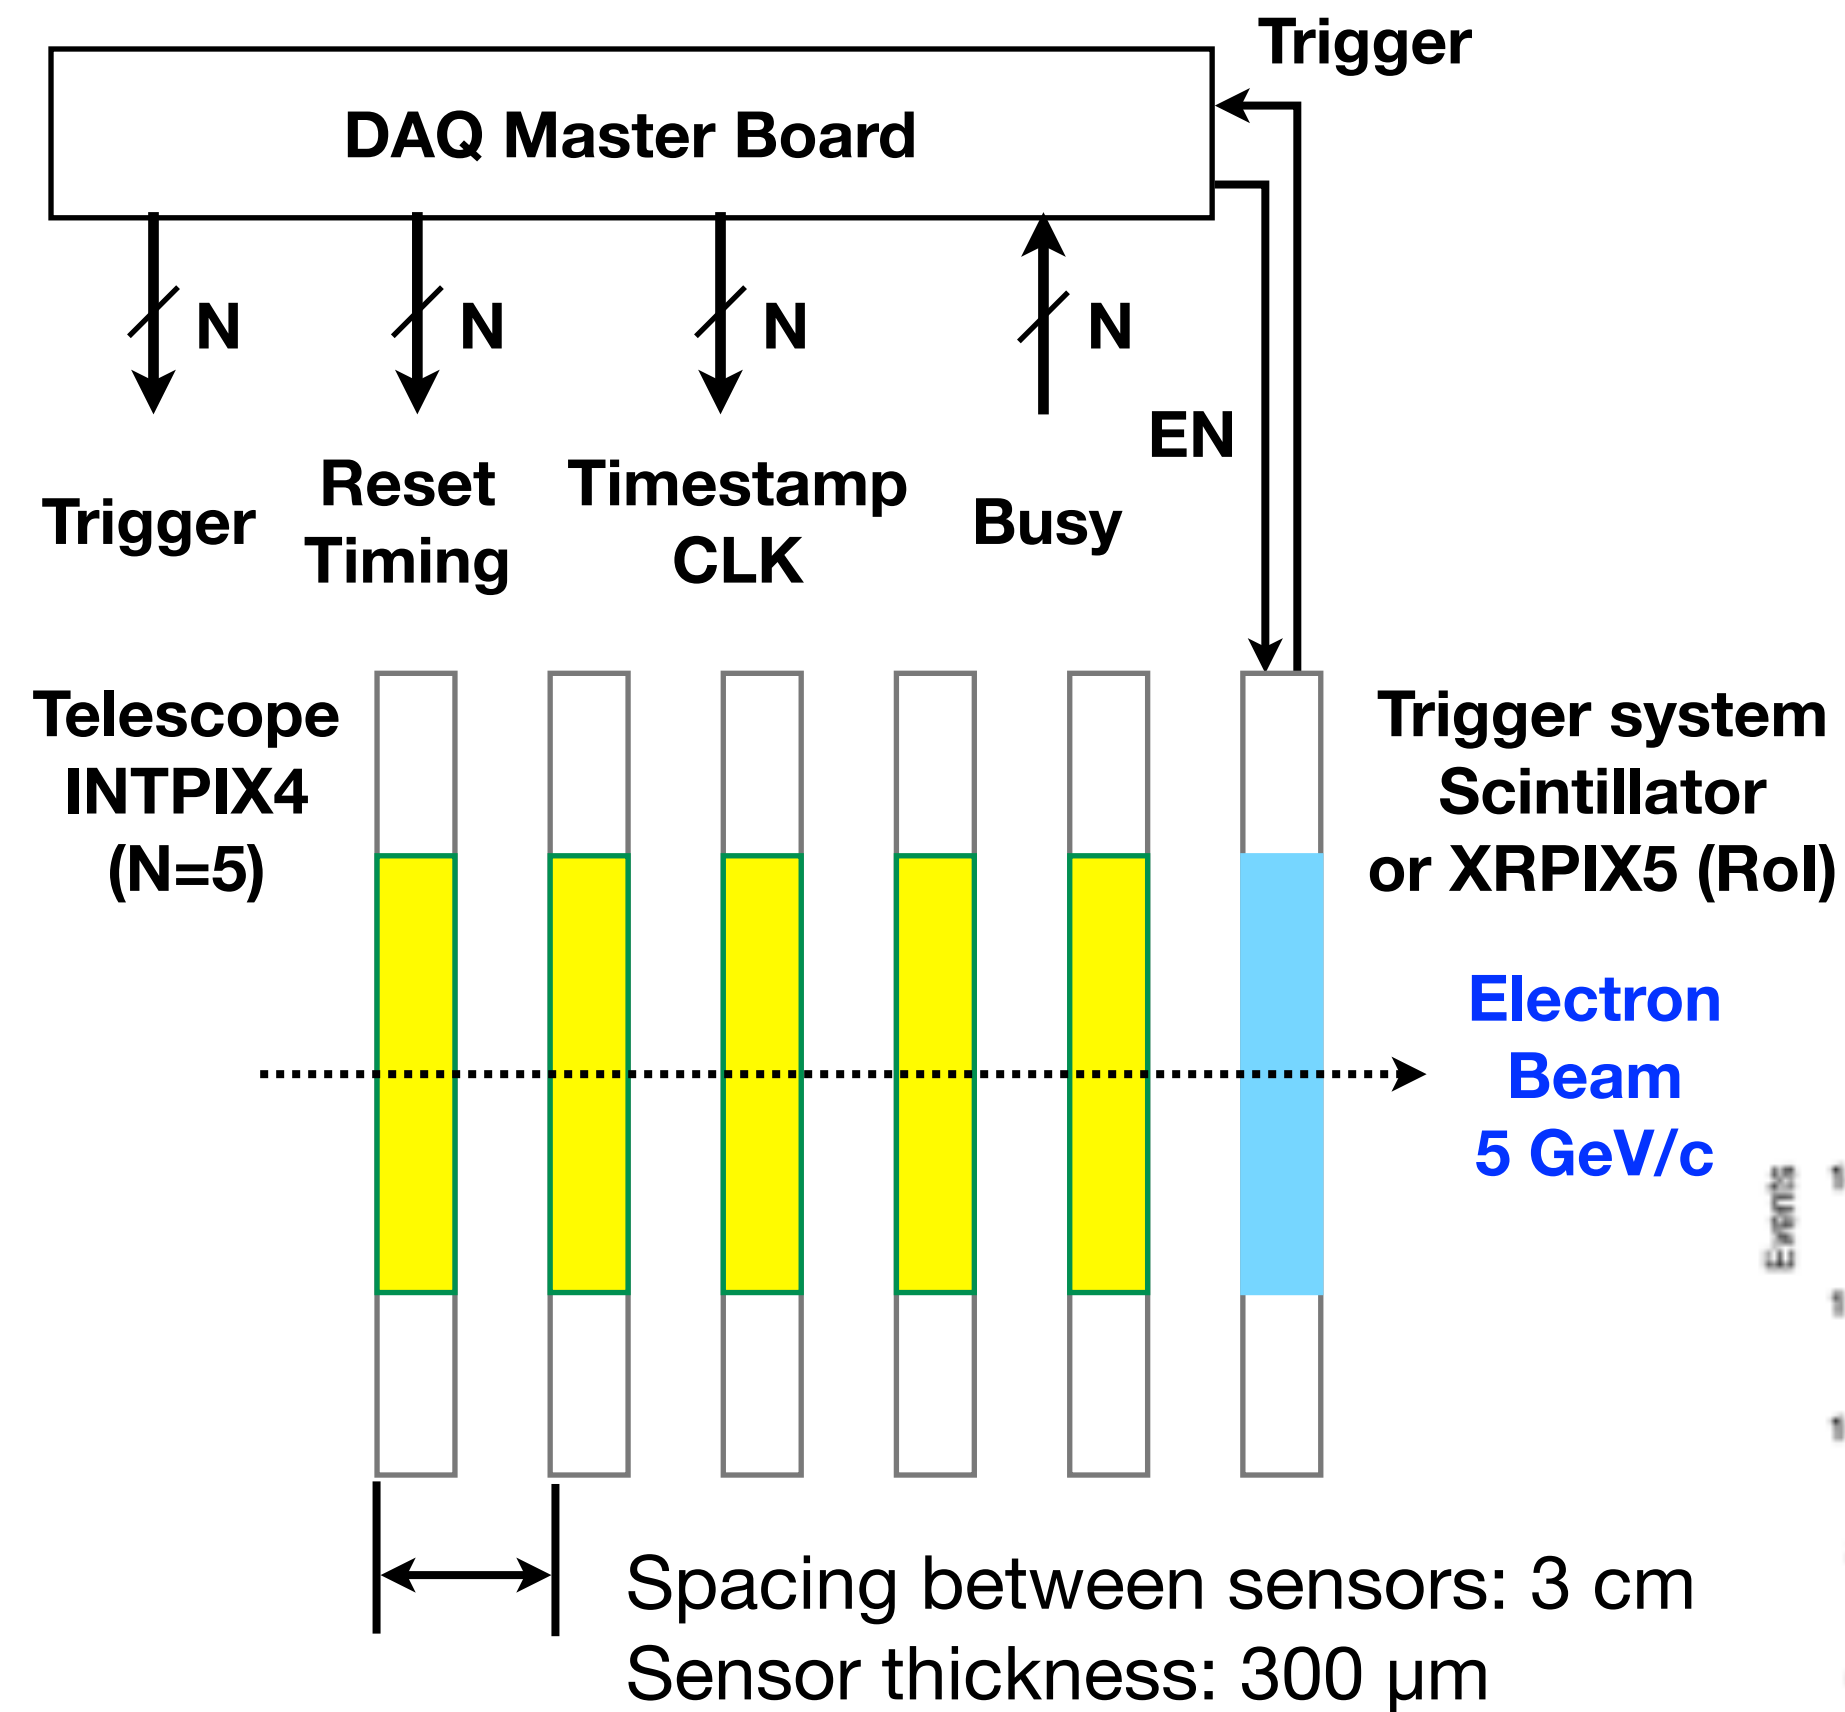 Trigger
DAQ Master Board
N
N
N
N
EN
Trigger
Reset
Timing
Timestamp
CLK
Busy
Telescope
INTPIX4
(N=5)
Trigger system
Scintillator
or XRPIX5 (RoI)
Electron
Beam
5 GeV/c
Events
Spacing between sensors: 3 cm
Sensor thickness: 300 µm